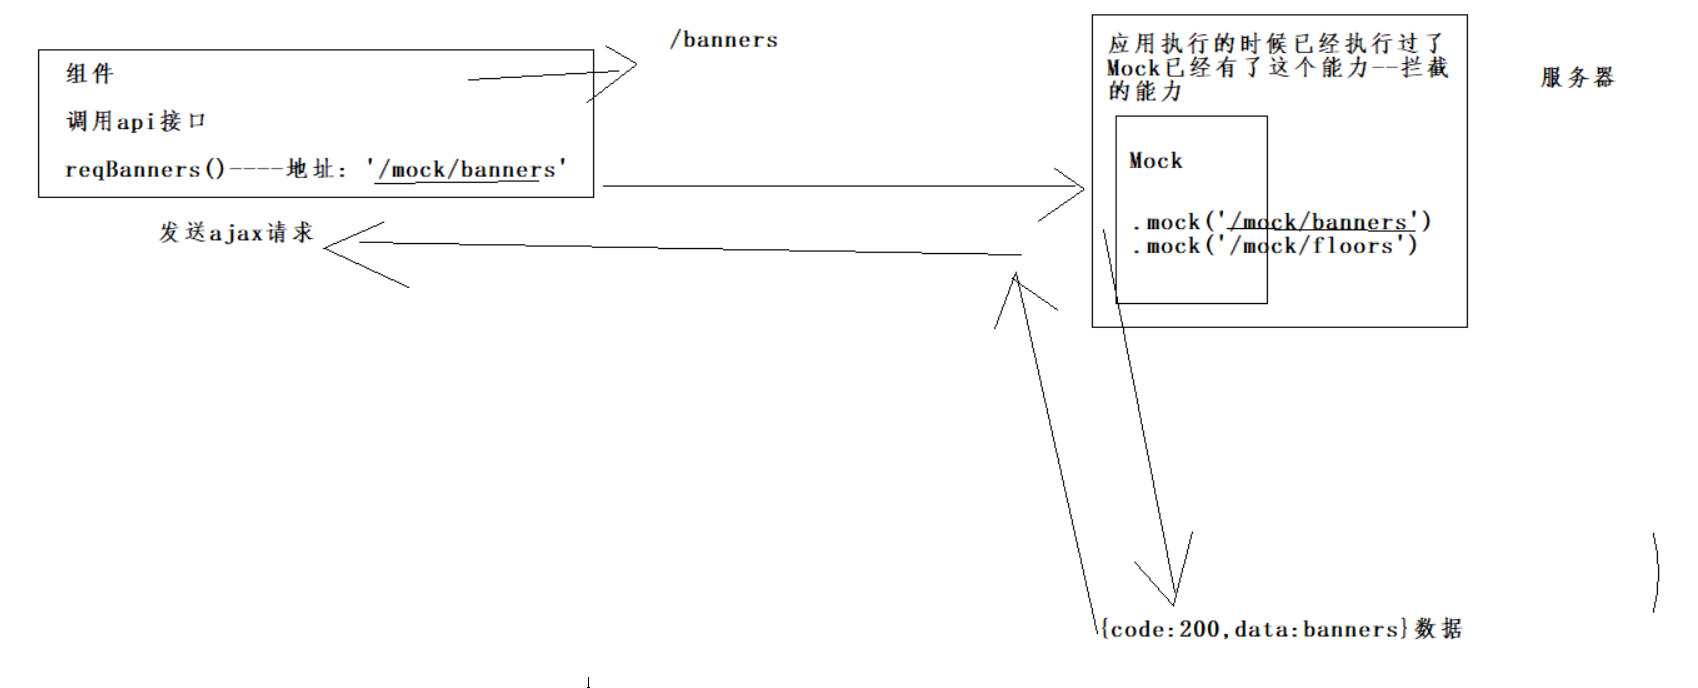 组件
调用api接口
reqBanners()----地址: '/mock/banners'
发送ajax请求
/banners
应用执行的时候已经执行过了
Mock已经有了这个能力--拦截
的能力
Mock
.mock('/mock/banners')
.mock('/mock/floors')
服务器
{code:200,data:banners}数据